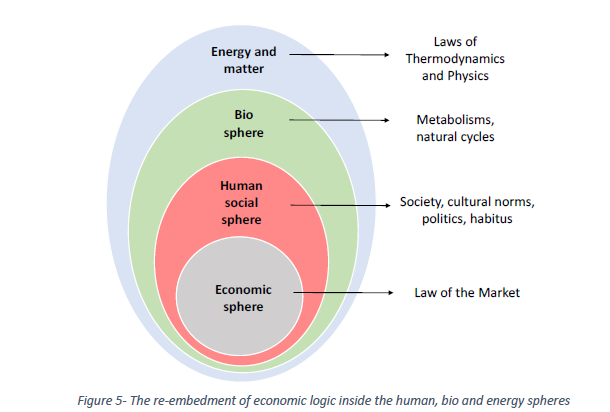 Energy and
matter
Laws of
Thermodynamics
and Physics
Bio
sphere
Metabolisms,
natural cycles
Human
social
sphere
Society, cultural norms,
politics, habitus
Economic
sphere
Law of the Market
Figure 5- The re-embedment of economic logic inside the human, bio and energy spheres